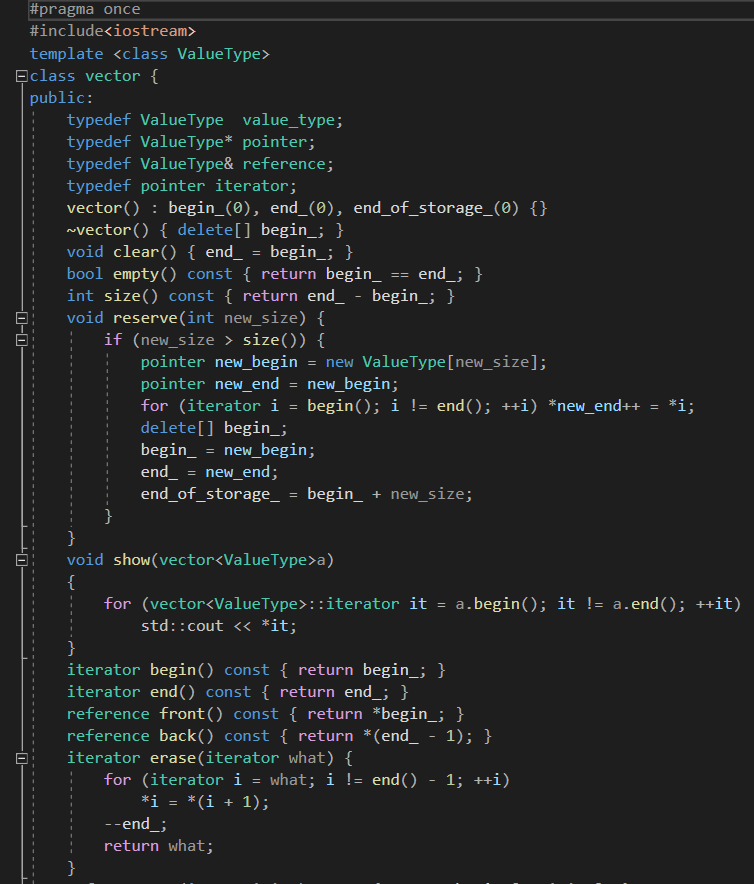 #pragma once
#include<iostream>
template <class ValueType>
class vector {
public:
    typedef ValueType  value_type;
    typedef ValueType* pointer;
    typedef ValueType& reference;
    typedef pointer iterator;
    vector() : begin_(0), end_(0), end_of_storage_(0) {}
    ~vector() { delete[] begin_; }
    void clear() { end_ = begin_; }
    bool empty() const { return begin_ == end_; }
    int size() const { return end_ - begin_; }
    void reserve(int new_size) {
        if (new_size > size()) {
            pointer new_begin = new ValueType[new_size];
            pointer new_end = new_begin;
            for (iterator i = begin(); i != end(); ++i) *new_end++ = *i;
            delete[] begin_;
            begin_ = new_begin;
            end_ = new_end;
            end_of_storage_ = begin_ + new_size;
        }
    }
    void show(vector<ValueType>a)
    {
        for (vector<ValueType>::iterator it = a.begin(); it != a.end(); ++it)
            std::cout << *it;
    }
    iterator begin() const { return begin_; }
    iterator end() const { return end_; }
    reference front() const { return *begin_; }
    reference back() const { return *(end_ - 1); }
    iterator erase(iterator what) {
        for (iterator i = what; i != end() - 1; ++i)
            *i = *(i + 1);
        --end_;
        return what;
    }